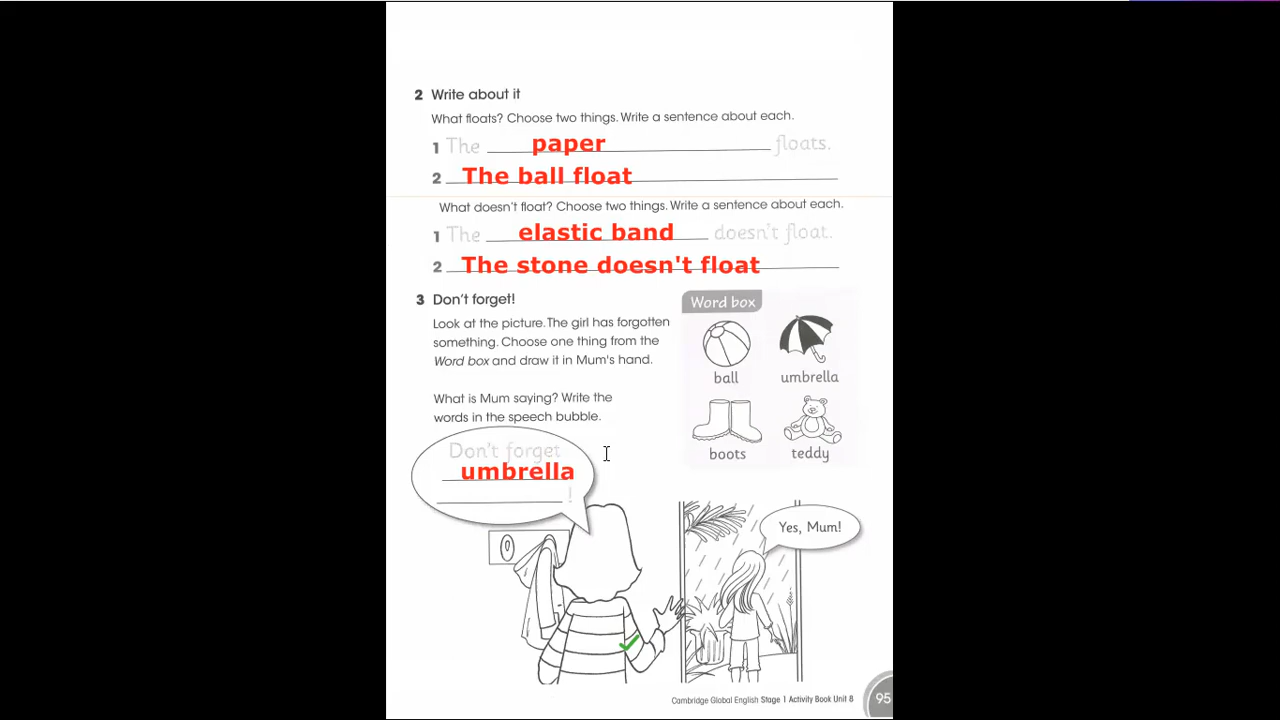 2 Write about it
What floats? Choose two things. Write a sentence about each.
1 The paper floats.
2 The ball float
What doesn't float? Choose two things. Write a sentence about each.
1 The elastic band doesn't float.
2 The stone doesn't float
3 Don't forget!
Look at the picture. The girl has forgotten
something. Choose one thing from the
Word box and draw it in Mum's hand.
What is Mum saying? Write the
words in the speech bubble.
Word box
ball umbrella
boots teddy
Don't forget
umbrella
!
Yes, Mum!
Cambridge Global English Stage 1 Activity Book Unit 8 95